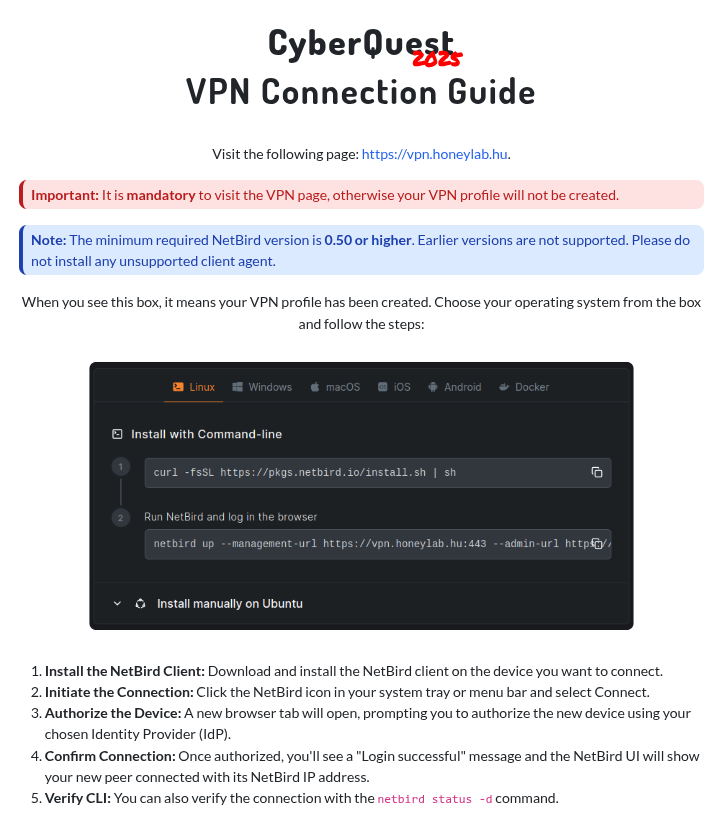 CyberQuest
2025
VPN Connection Guide
Visit the following page: https://vpn.honeylab.hu.
Important: It is mandatory to visit the VPN page, otherwise your VPN profile will not be created.
Note: The minimum required NetBird version is 0.50 or higher. Earlier versions are not supported. Please do
not install any unsupported client agent.
When you see this box, it means your VPN profile has been created. Choose your operating system from the box
and follow the steps:
Linux Windows macOS iOS Android Docker
Install with Command-line
1 curl -fsSL https://pkgs.netbird.io/install.sh | sh
2 Run NetBird and log in the browser
netbird up --management-url https://vpn.honeylab.hu:443 --admin-url https://
Install manually on Ubuntu
1. Install the NetBird Client: Download and install the NetBird client on the device you want to connect.
2. Initiate the Connection: Click the NetBird icon in your system tray or menu bar and select Connect.
3. Authorize the Device: A new browser tab will open, prompting you to authorize the new device using your
chosen Identity Provider (IdP).
4. Confirm Connection: Once authorized, you'll see a "Login successful" message and the NetBird UI will show
your new peer connected with its NetBird IP address.
5. Verify CLI: You can also verify the connection with the netbird status -d command.